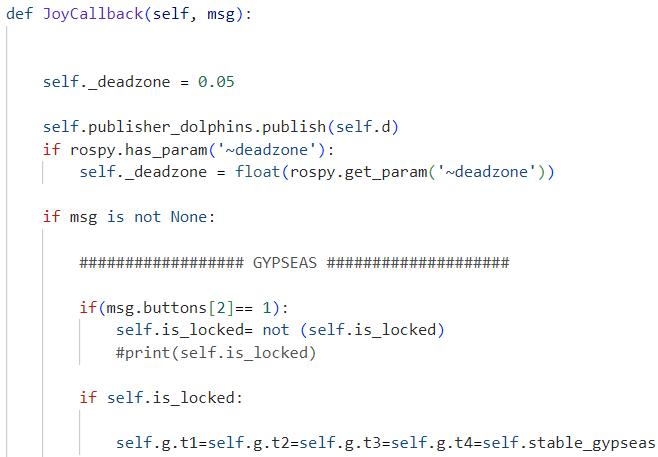 def JoyCallback(self, msg):
self._deadzone = 0.05
self.publisher_dolphins.publish(self.d)
if rospy.has_param('~deadzone'):
self._deadzone = float(rospy.get_param('~deadzone'))
if msg is not None:
################## GYPSEAS ####################
if(msg.buttons[2]== 1):
self.is_locked= not (self.is_locked)
#print(self.is_locked)
if self.is_locked:
self.g.t1=self.g.t2=self.g.t3=self.g.t4=self.stable_gypseas